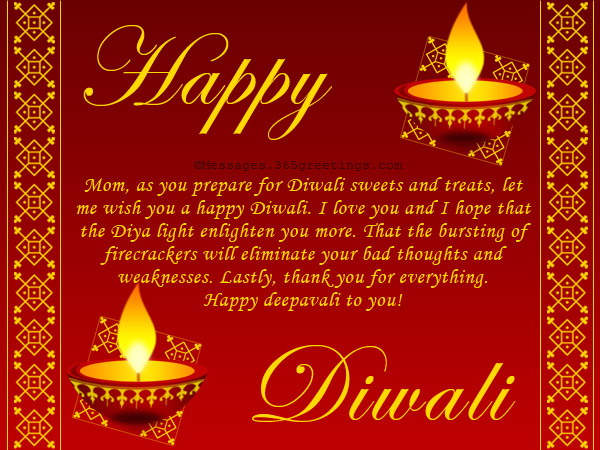 Happy
©Messages.365greetings.com
Mom, as you prepare for Diwali sweets and treats, let
me wish you a happy Diwali. I love you and I hope that
the Diya light enlighten you more. That the bursting of
firecrackers will eliminate your bad thoughts and
weaknesses. Lastly, thank you for everything.
Happy deepavali to you!
Diwali